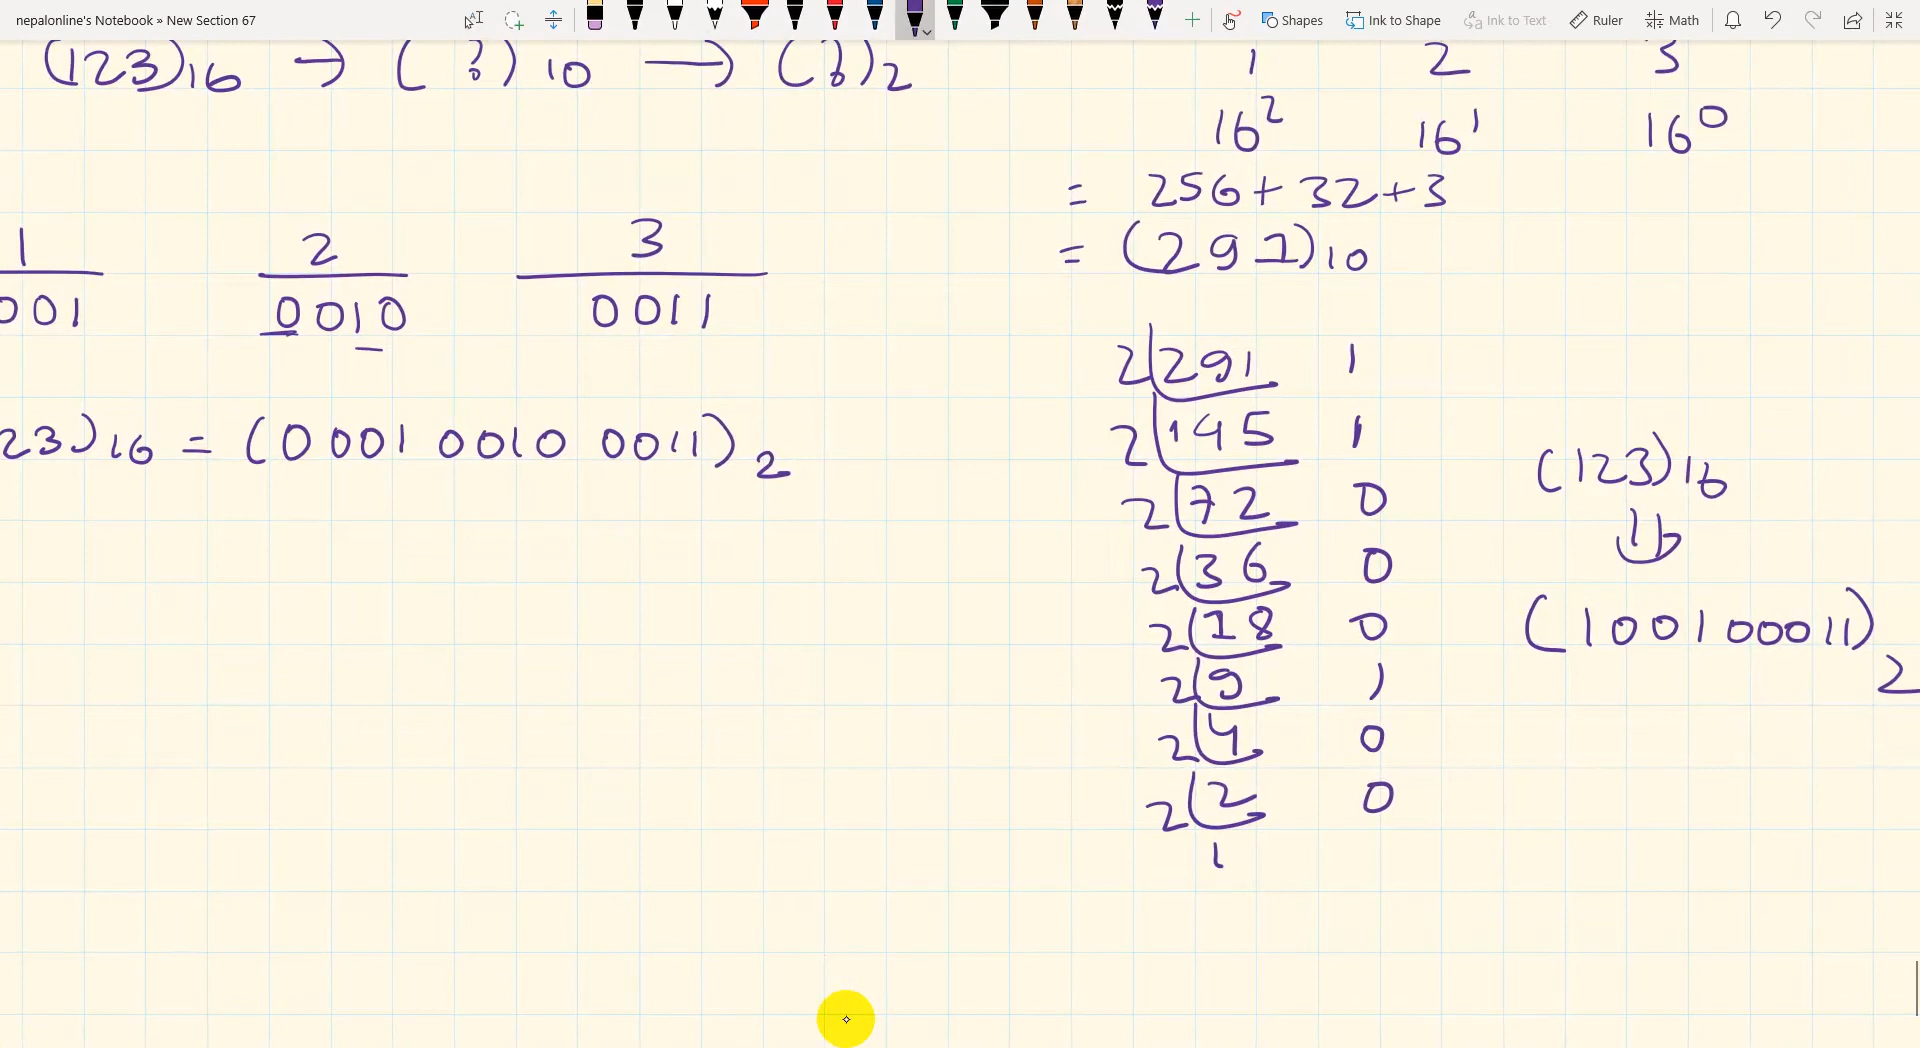 nepalonline's Notebook » New Section 67
Shapes Ink to Shape Ink to Text Ruler Math
(123)16 → (?)10 → (?)2
1 2 3
0010 0011
23)16 = (0001 0010 0011)2
1 2 3
16² 16¹ 16⁰
= 256 + 32 + 3
= (291)10
2 291 1
2 145 1
2 72 0
2 36 0
2 18 0
2 9 1
2 4 0
2 2 0
1
(123)16
(100100011)2